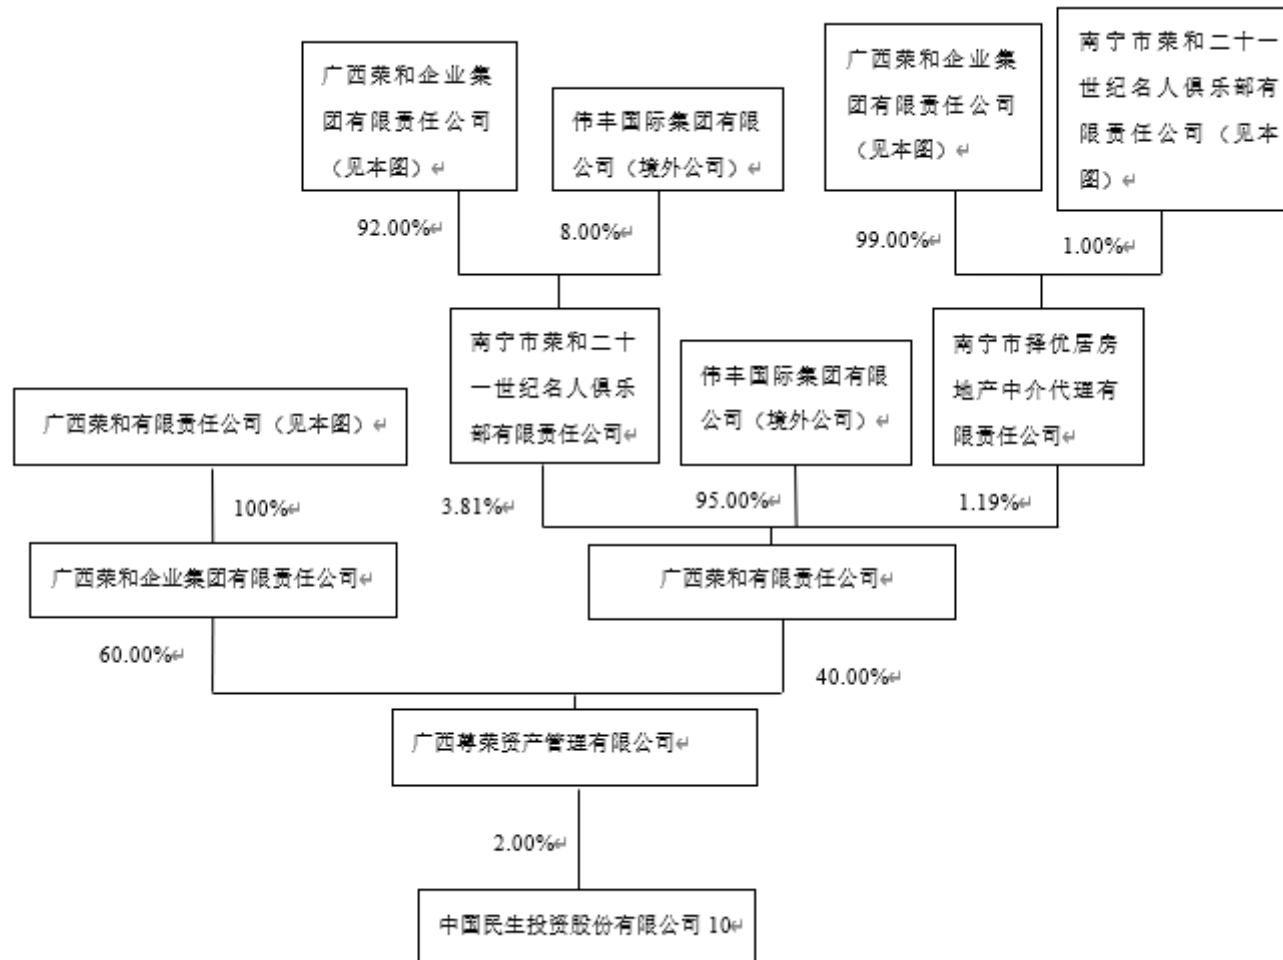 广西荣和企业集
团有限责任公司
（见本图）
伟丰国际集团有限
公司（境外公司）
广西荣和企业集
团有限责任公司
（见本图）
南宁市荣和二十一
世纪名人俱乐部有
限责任公司（见本
图）
92.00%
8.00%
99.00%
1.00%
南宁市荣和二十
一世纪名人俱乐
部有限责任公司
伟丰国际集团有限
公司（境外公司）
南宁市择优居房
地产中介代理有
限责任公司
广西荣和有限责任公司（见本图）
100%
3.81%
95.00%
1.19%
广西荣和企业集团有限责任公司
广西荣和有限责任公司
60.00%
40.00%
广西尊荣资产管理有限公司
2.00%
中国民生投资股份有限公司 10